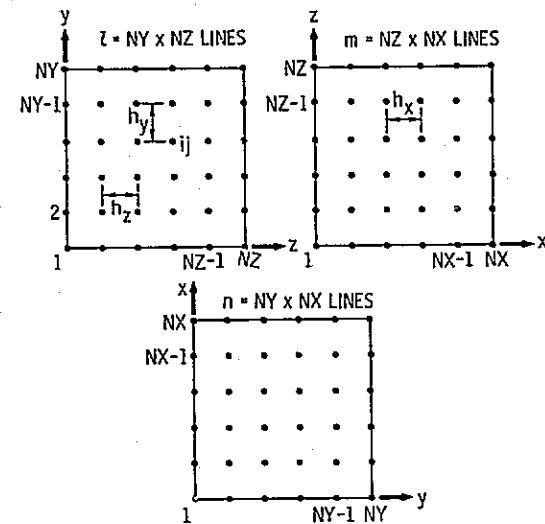 y
l = NY x NZ LINES
NY
NY-1
h_y
ij
2
h_z
1
NZ-1 NZ
z
z
m = NZ x NX LINES
NZ
NZ-1
h_x
1
NX-1 NX
x
x
n = NY x NX LINES
NX
NX-1
1
NY-1 NY
y